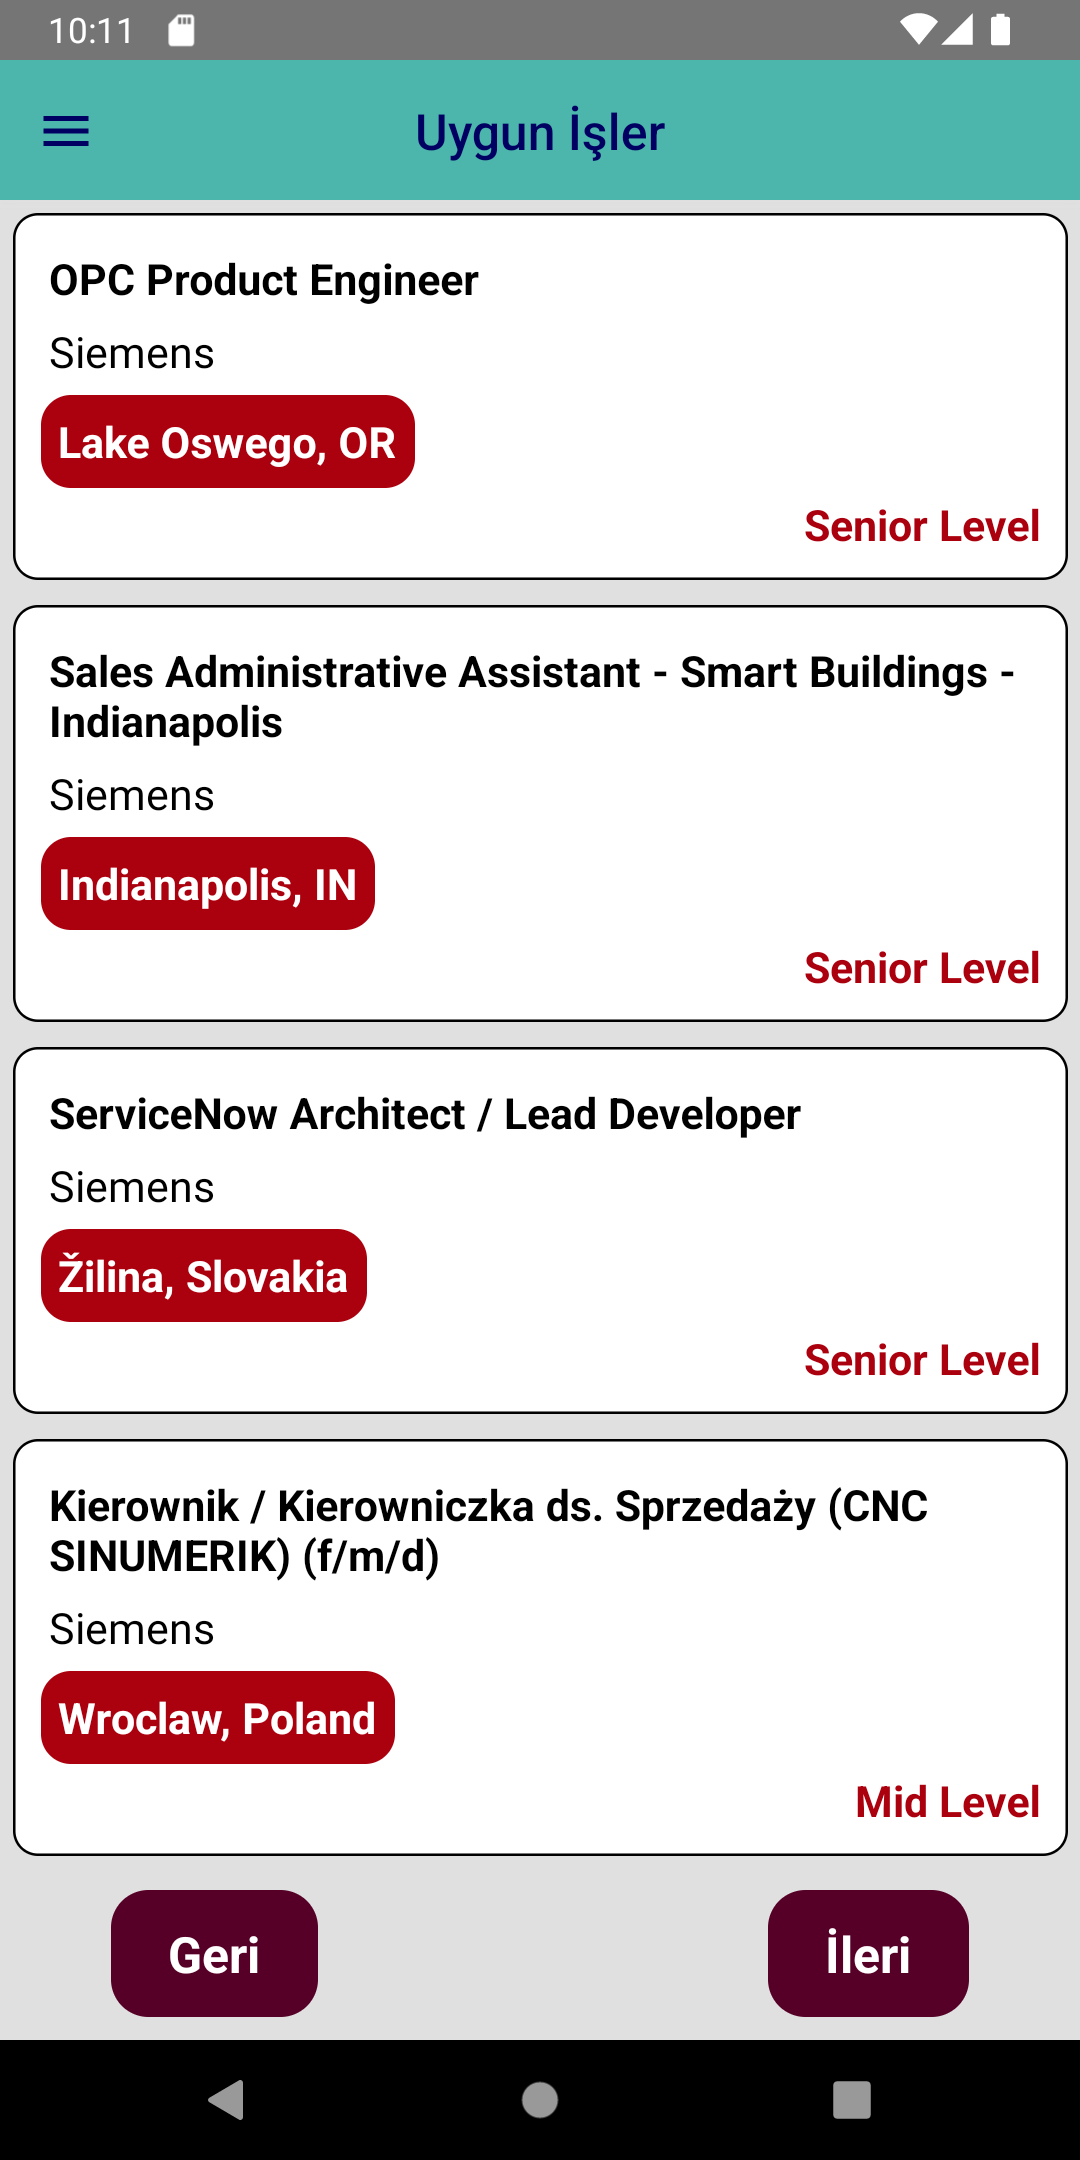 10:11
Uygun İşler
OPC Product Engineer
Siemens
Lake Oswego, OR
Senior Level
Sales Administrative Assistant - Smart Buildings -
Indianapolis
Siemens
Indianapolis, IN
Senior Level
ServiceNow Architect / Lead Developer
Siemens
Žilina, Slovakia
Senior Level
Kierownik / Kierowniczka ds. Sprzedaży (CNC
SINUMERIK) (f/m/d)
Siemens
Wroclaw, Poland
Mid Level
Geri
İleri